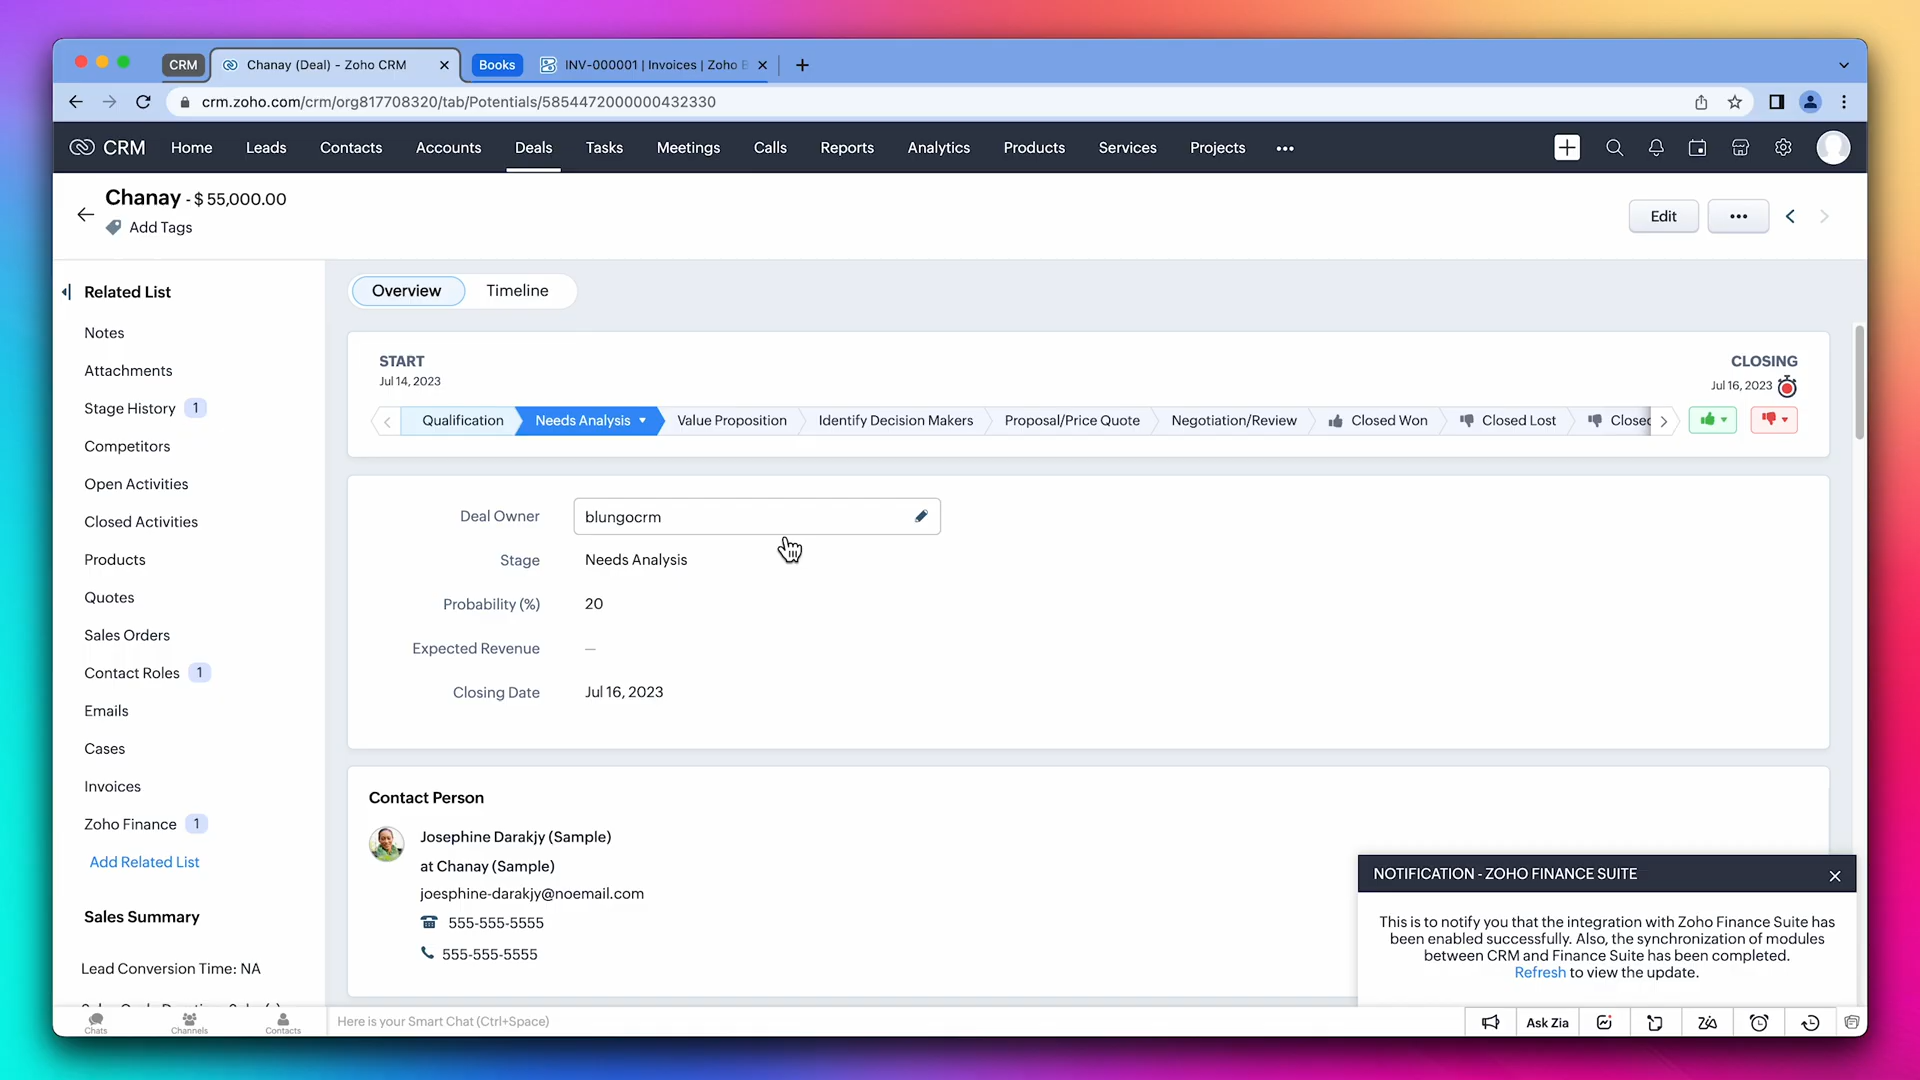 CRM
Chanay (Deal) - Zoho CRM
Books
INV-000001 | Invoices | Zoho B
crm.zoho.com/crm/org817708320/tab/Potentials/5854472000000432330
CRM
Home
Leads
Contacts
Accounts
Deals
Tasks
Meetings
Calls
Reports
Analytics
Products
Services
Projects
Chanay - $ 55,000.00
Add Tags
Edit
Related List
Notes
Attachments
Stage History 1
Competitors
Open Activities
Closed Activities
Products
Quotes
Sales Orders
Contact Roles 1
Emails
Cases
Invoices
Zoho Finance 1
Add Related List
Sales Summary
Lead Conversion Time: NA
Overview
Timeline
START
Jul 14, 2023
CLOSING
Jul 16, 2023
Qualification
Needs Analysis
Value Proposition
Identify Decision Makers
Proposal/Price Quote
Negotiation/Review
Closed Won
Closed Lost
Closed
Deal Owner
blungocrm
Stage
Needs Analysis
Probability (%)
20
Expected Revenue
—
Closing Date
Jul 16, 2023
Contact Person
Josephine Darakjy (Sample)
at Chanay (Sample)
joesphine-darakjy@noemail.com
555-555-5555
555-555-5555
NOTIFICATION - ZOHO FINANCE SUITE
This is to notify you that the integration with Zoho Finance Suite has
been enabled successfully. Also, the synchronization of modules
between CRM and Finance Suite has been completed.
Refresh to view the update.
Chats
Channels
Contacts
Here is your Smart Chat (Ctrl+Space)
Ask Zia